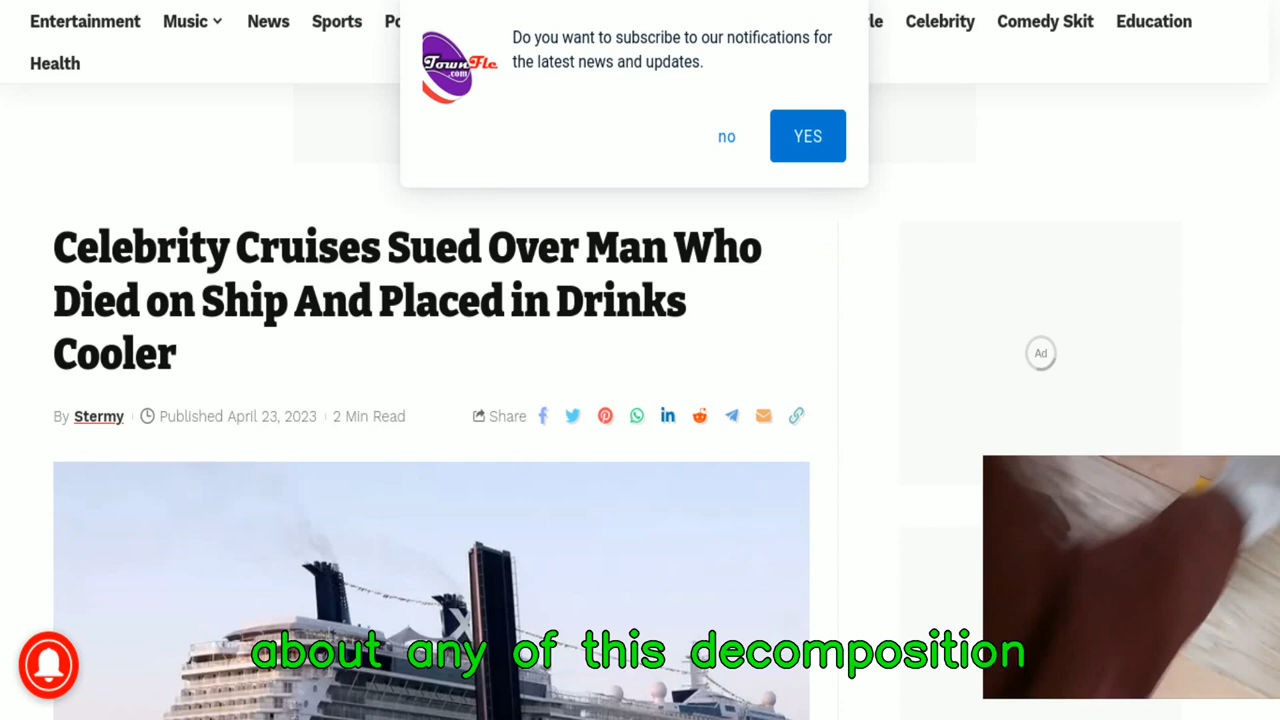 Entertainment Music News Sports Celebrity Comedy Skit Education
Health
Do you want to subscribe to our notifications for
the latest news and updates.
TownFle
.com
no YES
Celebrity Cruises Sued Over Man Who
Died on Ship And Placed in Drinks
Cooler
By Stermy Published April 23, 2023 2 Min Read Share
Ad
X
about any of this decomposition